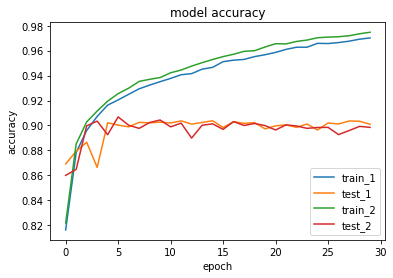 model accuracy
accuracy
0.98
0.96
0.94
0.92
0.90
0.88
0.86
0.84
0.82
train_1
test_1
train_2
test_2
0 5 10 15 20 25 30
epoch